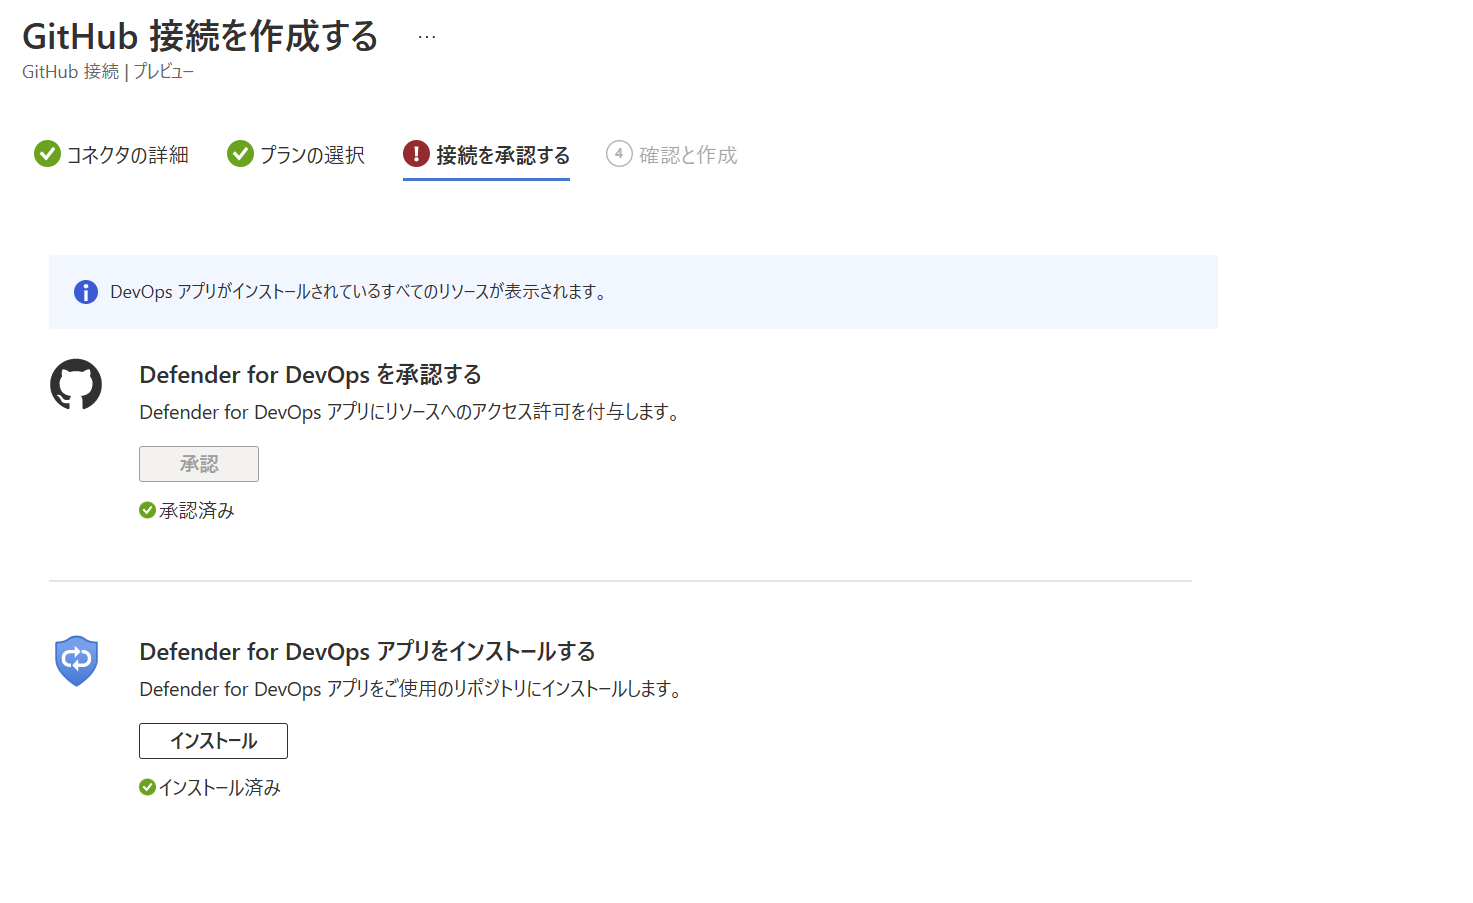 GitHub 接続を作成する ...
GitHub 接続 | プレビュー
コネクタの詳細 プランの選択 接続を承認する 4 確認と作成
DevOps アプリがインストールされているすべてのリソースが表示されます。
Defender for DevOps を承認する
Defender for DevOps アプリにリソースへのアクセス許可を付与します。
承認
承認済み
Defender for DevOps アプリをインストールする
Defender for DevOps アプリをご使用のリポジトリにインストールします。
インストール
インストール済み